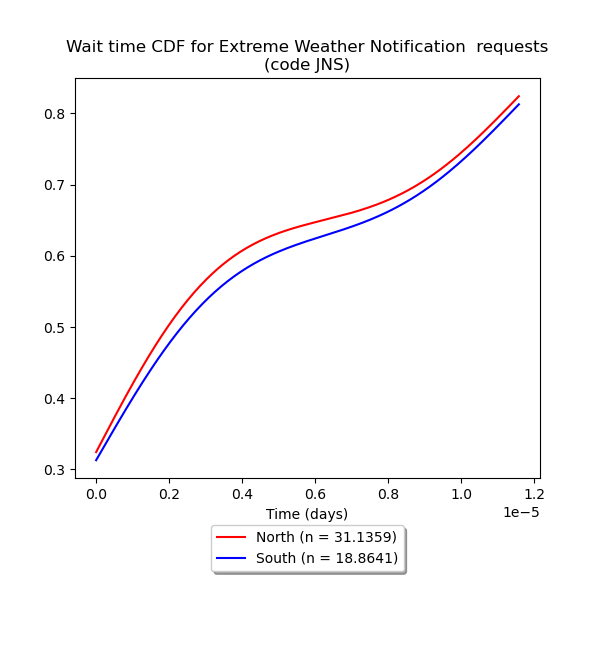 Wait time CDF for Extreme Weather Notification  requests
(code JNS)
0.8
0.7
0.6
0.5
0.4
0.3
0.0 0.2 0.4 0.6 0.8 1.0 1.2
1e−5
Time (days)
North (n = 31.1359)
South (n = 18.8641)